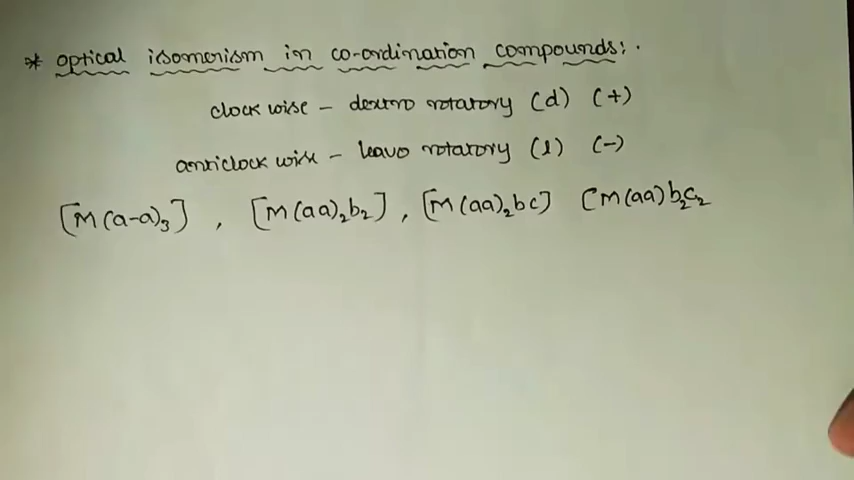 * optical isomerism in co-ordination compounds:.
clock wise - dextro rotatory (d) (+)
anticlock wise - leavo rotatory (l) (-)
[M(a-a)₃] , [M(aa)₂b₂] , [M(aa)₂bc] [M(aa)b₂c₂